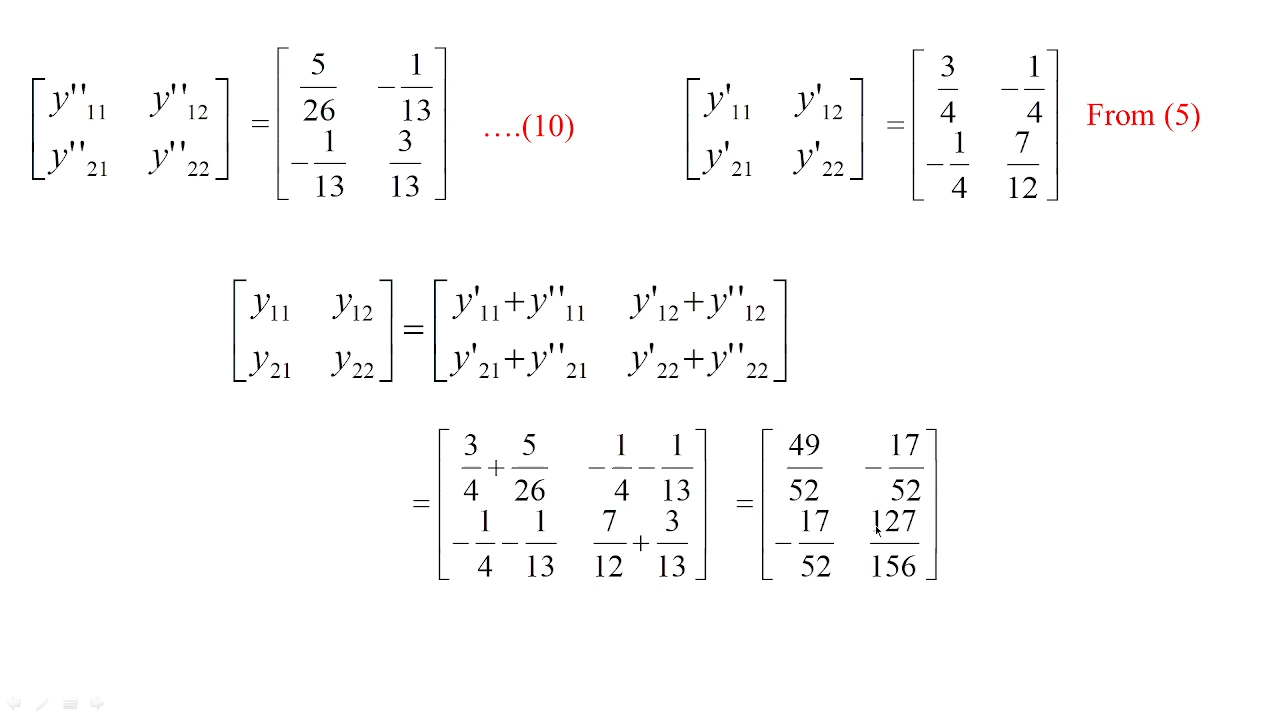 [y''11 y''12; y''21 y''22] = [5/26 -1/13; -1/13 3/13] ....(10) [y'11 y'12; y'21 y'22] = [3/4 -1/4; -1/4 7/12] From (5)
[y11 y12; y21 y22] = [y'11+y''11 y'12+y''12; y'21+y''21 y'22+y''22]
= [3/4+5/26 -1/4-1/13; -1/4-1/13 7/12+3/13] = [49/52 -17/52; -17/52 127/156]